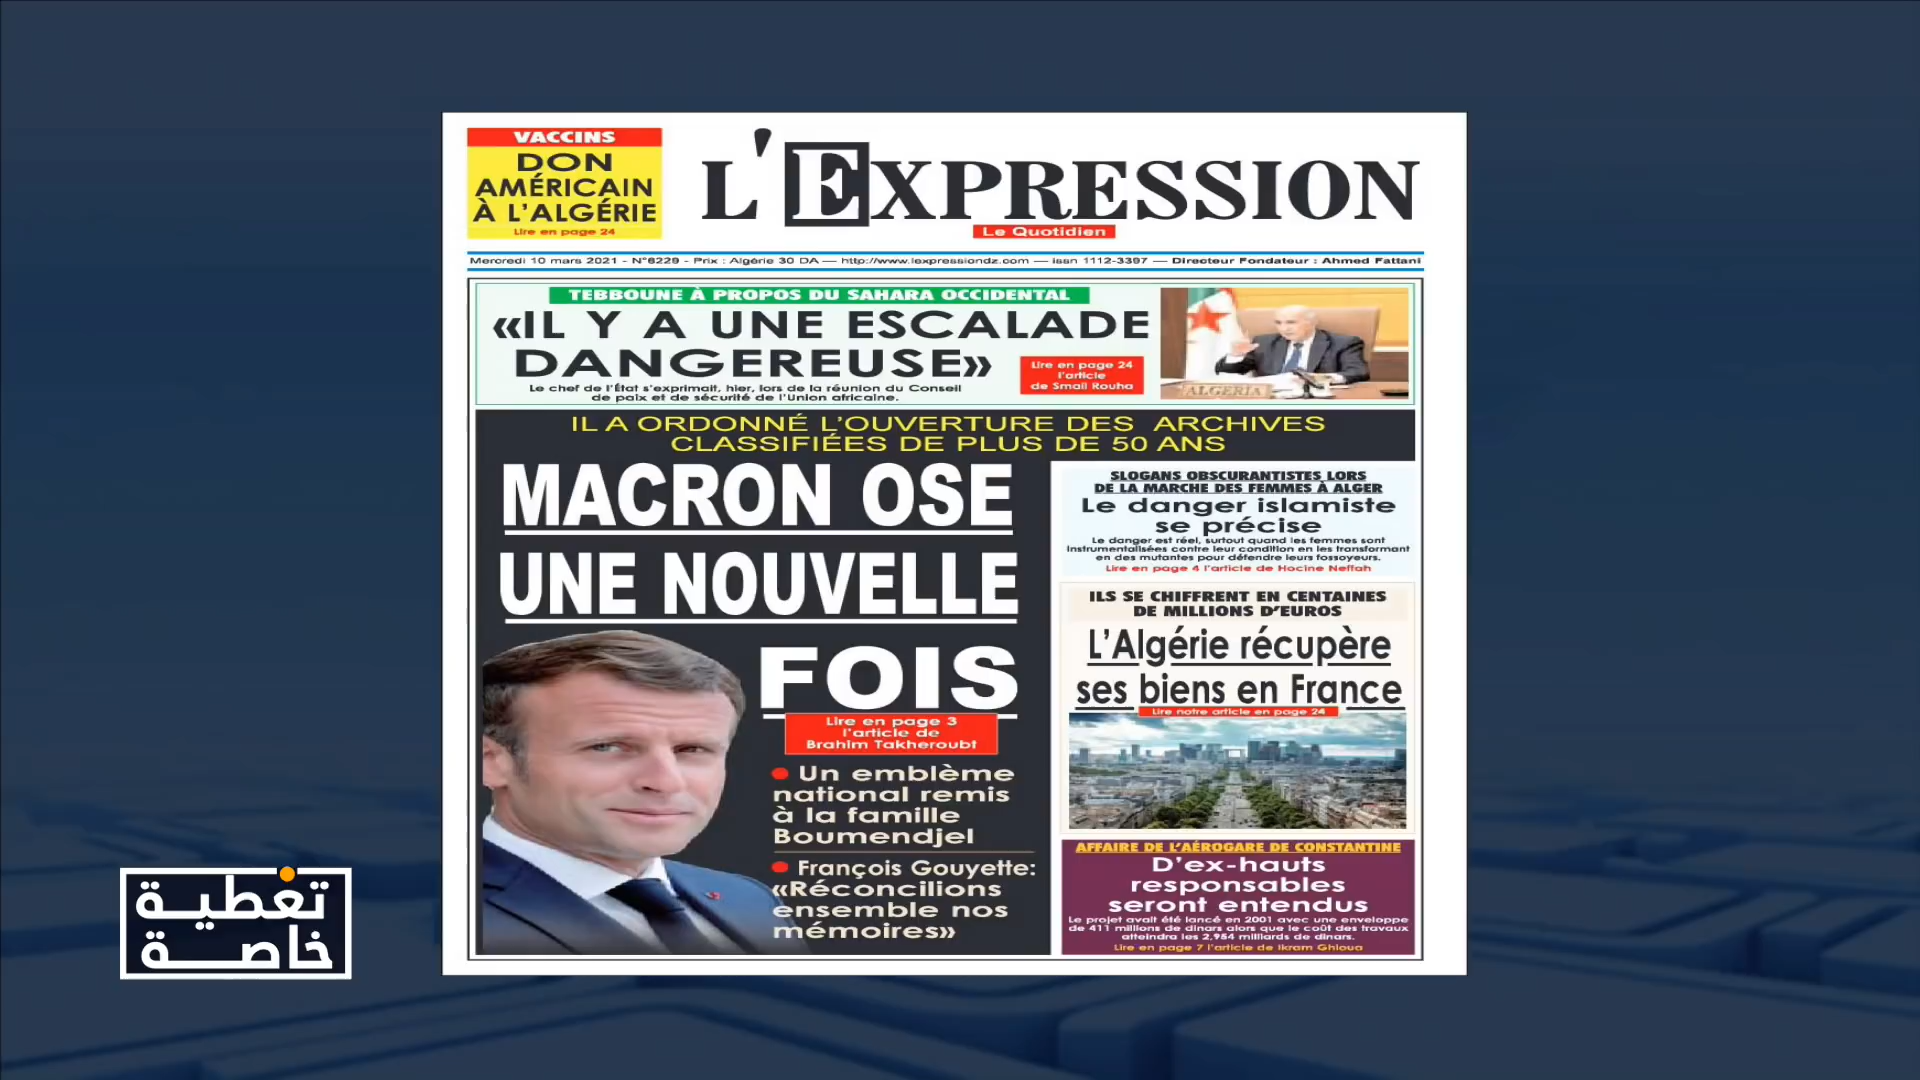 VACCINS
DON
AMÉRICAIN
À L'ALGÉRIE
Lire en page 24
L'EXPRESSION
Le Quotidien
Mercredi 10 mars 2021 - N°6229 - Prix : Algérie 30 DA — http://www.lexpressiondz.com — issn 1112-3397 — Directeur Fondateur : Ahmed Fattani
TEBBOUNE À PROPOS DU SAHARA OCCIDENTAL
«IL Y A UNE ESCALADE
DANGEREUSE»
Lire en page 24
l'article
de Smail Rouha
Le chef de l'État s'exprimait, hier, lors de la réunion du Conseil
de paix et de sécurité de l'Union africaine.
ALGERIA
IL A ORDONNÉ L'OUVERTURE DES ARCHIVES
CLASSIFIÉES DE PLUS DE 50 ANS
MACRON OSE
UNE NOUVELLE
FOIS
Lire en page 3
l'article de
Brahim Takheroubt
Un emblème
national remis
à la famille
Boumendjel
François Gouyette:
«Réconcilions
ensemble nos
mémoires»
SLOGANS OBSCURANTISTES LORS
DE LA MARCHE DES FEMMES À ALGER
Le danger islamiste
se précise
Le danger est réel, surtout quand les femmes sont
instrumentalisées contre leur condition en les transformant
en des mutantes pour défendre leurs fossoyeurs.
Lire en page 4 l'article de Hocine Neffah
ILS SE CHIFFRENT EN CENTAINES
DE MILLIONS D'EUROS
L'Algérie récupère
ses biens en France
Lire notre article en page 24
AFFAIRE DE L'AÉROGARE DE CONSTANTINE
D'ex-hauts
responsables
seront entendus
Le projet avait été lancé en 2001 avec une enveloppe
de 411 millions de dinars alors que le coût des travaux
atteindra les 2,954 milliards de dinars.
Lire en page 7 l'article de Ikram Ghioua
تغطية
خاصة